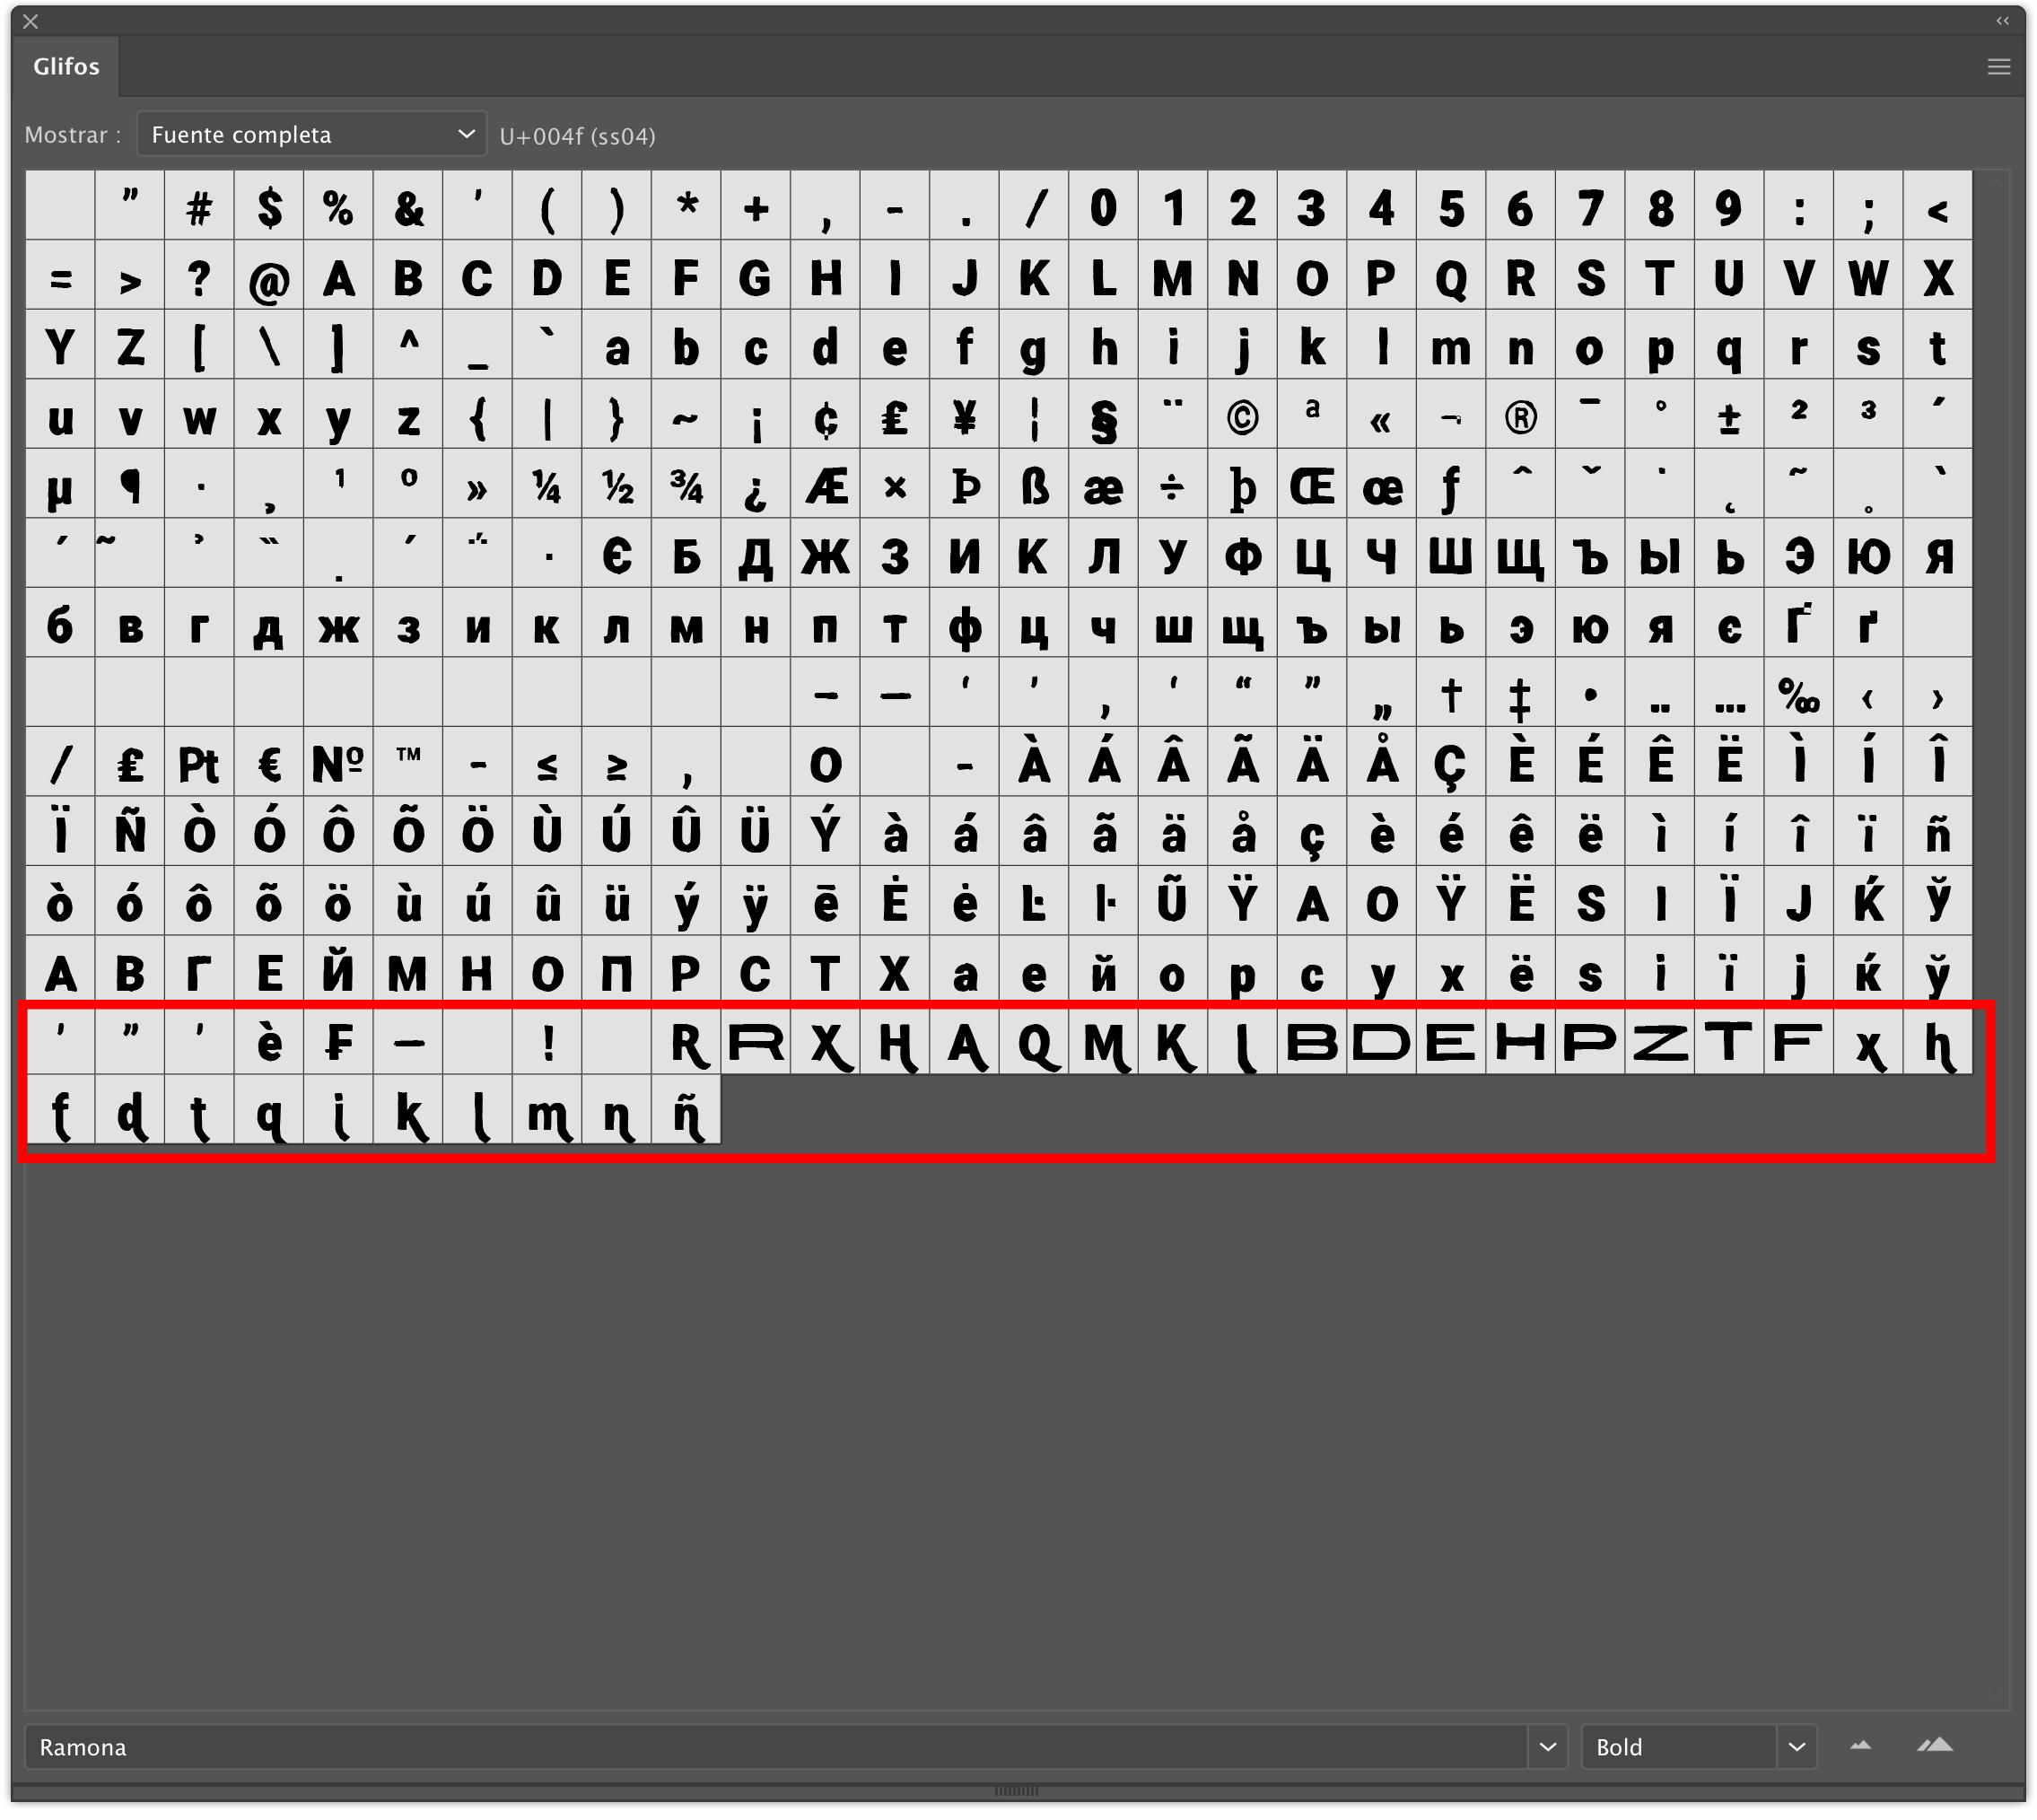 Glifos
Mostrar : Fuente completa U+004f (ss04)
" # $ % & ' ( ) * + , - . / 0 1 2 3 4 5 6 7 8 9 : ; <
= > ? @ A B C D E F G H I J K L M N O P Q R S T U V W X
Y Z [ \ ] ^ _ ` a b c d e f g h i j k l m n o p q r s t
u v w x y z { | } ~ ¡ ¢ £ ¥ ¦ § ¨ © ª « ¬ ® ¯ ° ± ² ³ ´
µ ¶ · ¸ ¹ º » ¼ ½ ¾ ¿ Æ × Þ ß æ ÷ þ Œ œ ƒ ˆ ˇ ˙ ˛ ˜ ˳ ˋ
Є Б Д Ж З И К Л У Ф Ц Ч Ш Щ Ъ Ы Ь Э Ю Я
б в г д ж з и к л м н п т ф ц ч ш щ ъ ы ь э ю я є Ґ ґ
– — ‘ ’ ‚ ‛ “ ” „ † ‡ • ‥ … ‰ ‹ ›
⁄ ₤ ₧ € № ™ − ≤ ≥ , O - À Á Â Ã Ä Å Ç È É Ê Ë Ì Í Î
Ï Ñ Ò Ó Ô Õ Ö Ù Ú Û Ü Ý à á â ã ä å ç è é ê ë ì í î ï ñ
ò ó ô õ ö ù ú û ü ý ÿ ē Ė ė Ŀ ŀ Ũ Ÿ Α Ο Ϋ Ё Ѕ І Ї Ј Ќ ў
А В Г Е Й М Н О П Р С Т Х а е й о р с у х ё ѕ і ї ј ќ ў
' " ' è ₣ — ! R R X H A Q M K l B D E H P Z T F x h
f d t q i k l m n ñ
Ramona Bold